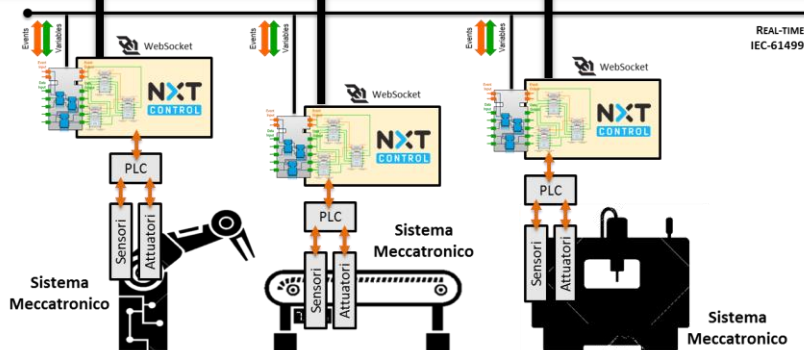 REAL-TIME
IEC-61499
Events
Variables
WebSocket
NXT
CONTROL
PLC
Sensori
Attuatori
Sistema
Meccatronico
Events
Variables
WebSocket
NXT
CONTROL
PLC
Sensori
Attuatori
Sistema
Meccatronico
Events
Variables
WebSocket
NXT
CONTROL
PLC
Sensori
Attuatori
Sistema
Meccatronico